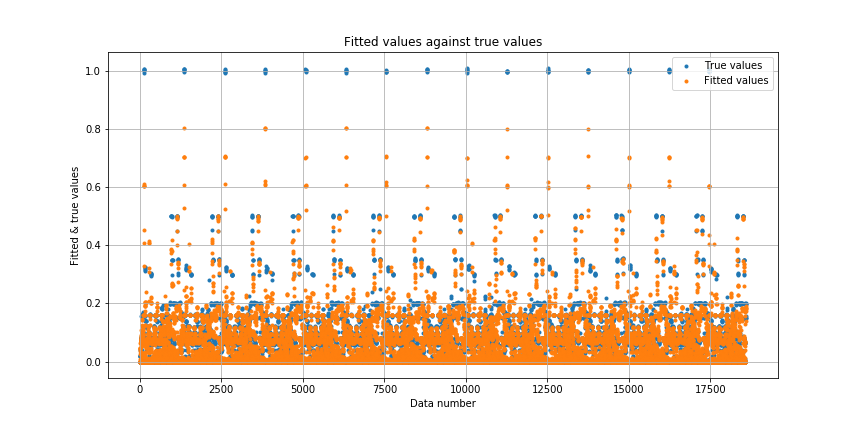 Fitted values against true values
True values
Fitted values
Fitted & true values
1.0
0.8
0.6
0.4
0.2
0.0
0
2500
5000
7500
10000
12500
15000
17500
Data number